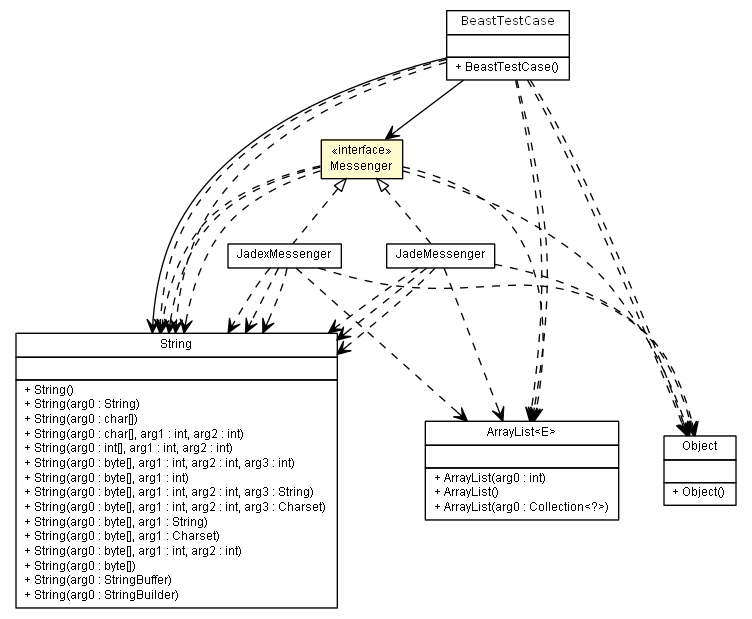 BeastTestCase
+ BeastTestCase()
«interface»
Messenger
JadexMessenger
JadeMessenger
String
+ String()
+ String(arg0 : String)
+ String(arg0 : char[])
+ String(arg0 : char[], arg1 : int, arg2 : int)
+ String(arg0 : int[], arg1 : int, arg2 : int)
+ String(arg0 : byte[], arg1 : int, arg2 : int, arg3 : int)
+ String(arg0 : byte[], arg1 : int)
+ String(arg0 : byte[], arg1 : int, arg2 : int, arg3 : String)
+ String(arg0 : byte[], arg1 : int, arg2 : int, arg3 : Charset)
+ String(arg0 : byte[], arg1 : String)
+ String(arg0 : byte[], arg1 : Charset)
+ String(arg0 : byte[], arg1 : int, arg2 : int)
+ String(arg0 : byte[])
+ String(arg0 : StringBuffer)
+ String(arg0 : StringBuilder)
ArrayList<E>
+ ArrayList(arg0 : int)
+ ArrayList()
+ ArrayList(arg0 : Collection<?>)
Object
+ Object()